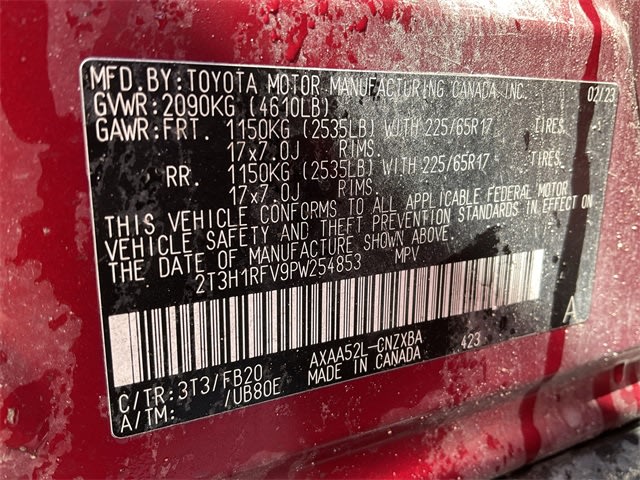 MFD. BY: TOYOTA MOTOR MANUFACTURING CANADA INC. 02/23
GVWR: 2090KG (4610LB)
GAWR: FRT. 1150KG (2535LB) WITH 225/65R17 TIRES.
17x7.0J RIMS.
RR. 1150KG (2535LB) WITH 225/65R17 TIRES.
17x7.0J RIMS.
THIS VEHICLE CONFORMS TO ALL APPLICABLE FEDERAL MOTOR
VEHICLE SAFETY AND THEFT PREVENTION STANDARDS IN EFFECT ON
THE DATE OF MANUFACTURE SHOWN ABOVE.
2T3H1RFV9PW254853 MPV
A
AXAA52L-CNZXBA 423
C/TR: 3T3/FB20 MADE IN CANADA
A/TM: /UB80E